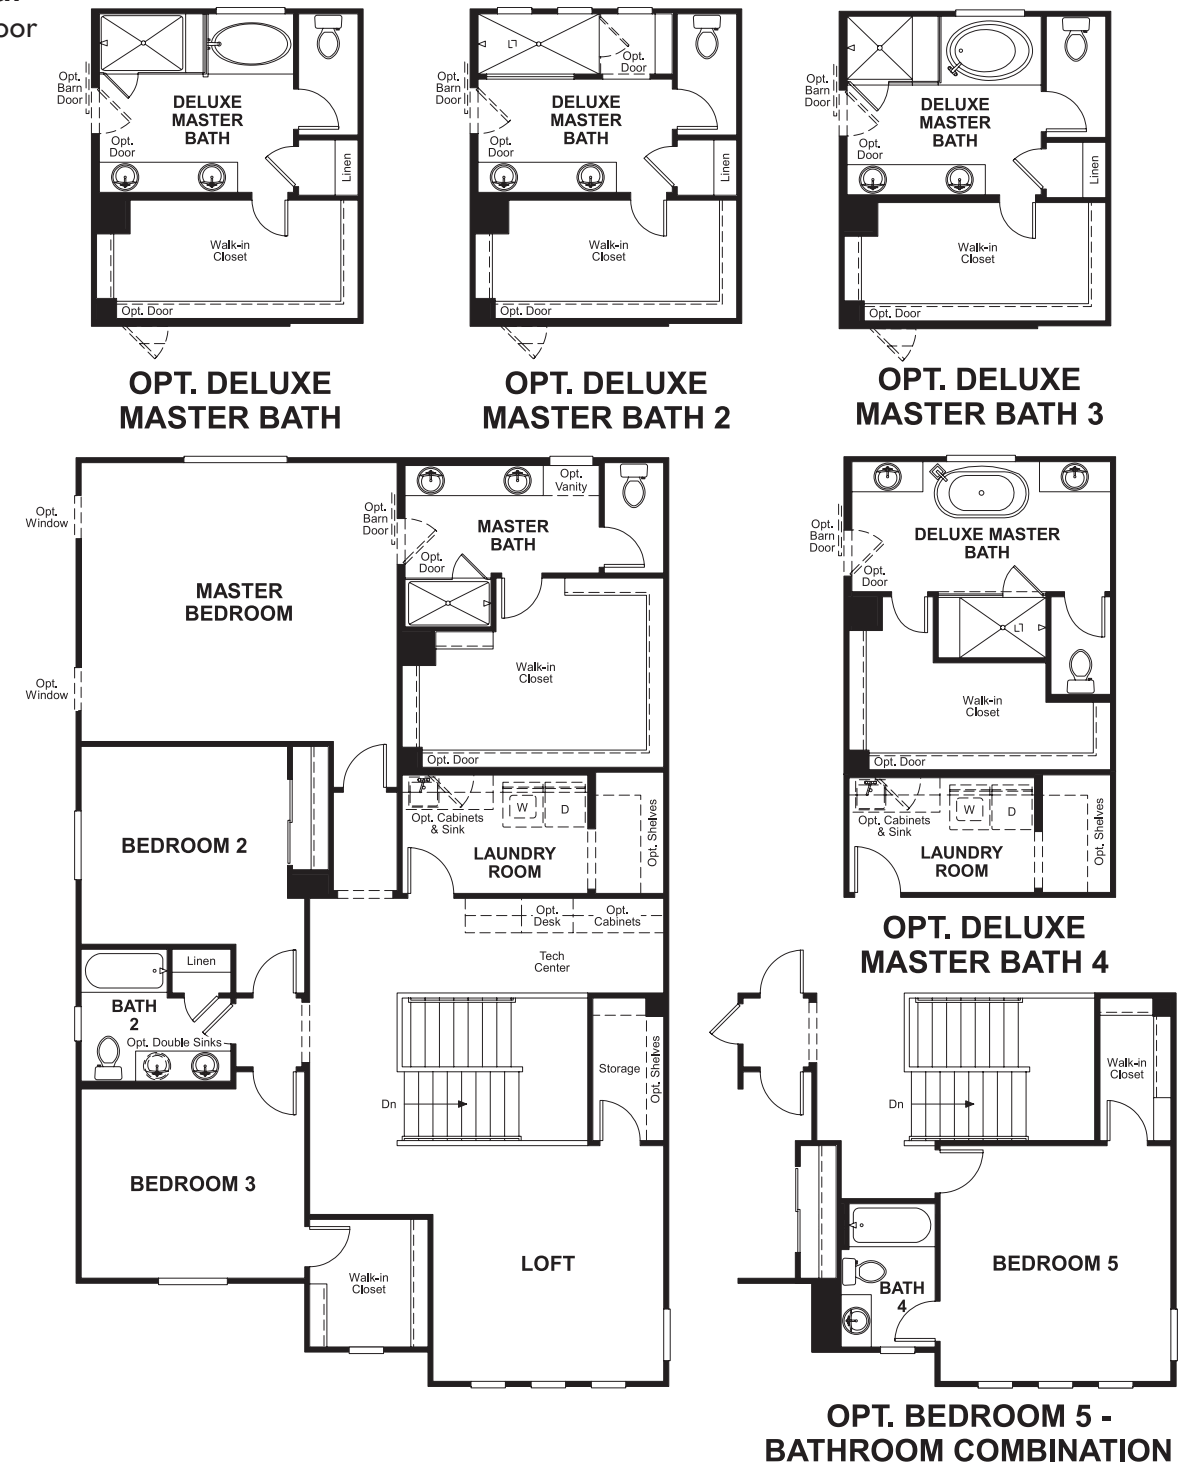 oor
Opt.
Barn
Door
Opt.
Door
DELUXE
MASTER
BATH
Linen
Walk-in
Closet
Opt. Door
OPT. DELUXE
MASTER BATH
Opt.
Barn
Door
Opt.
Door
Opt.
Door
DELUXE
MASTER
BATH
Linen
Walk-in
Closet
Opt. Door
OPT. DELUXE
MASTER BATH 2
Opt.
Barn
Door
Opt.
Door
DELUXE
MASTER
BATH
Linen
Walk-in
Closet
Opt. Door
OPT. DELUXE
MASTER BATH 3
Opt.
Window
Opt.
Window
MASTER
BEDROOM
Opt.
Barn
Door
Opt.
Door
Opt.
Vanity
MASTER
BATH
Walk-in
Closet
Opt. Door
BEDROOM 2
Opt. Cabinets
& Sink
W
D
Opt. Shelves
LAUNDRY
ROOM
Opt.
Desk
Opt.
Cabinets
Tech
Center
Linen
BATH
2
Opt. Double Sinks
Dn
Storage
Opt. Shelves
BEDROOM 3
Walk-in
Closet
LOFT
Opt.
Barn
Door
Opt.
Door
DELUXE MASTER
BATH
Walk-in
Closet
Opt. Door
Opt. Cabinets
& Sink
W
D
Opt. Shelves
LAUNDRY
ROOM
OPT. DELUXE
MASTER BATH 4
Dn
Walk-in
Closet
BEDROOM 5
BATH
4
OPT. BEDROOM 5 -
BATHROOM COMBINATION